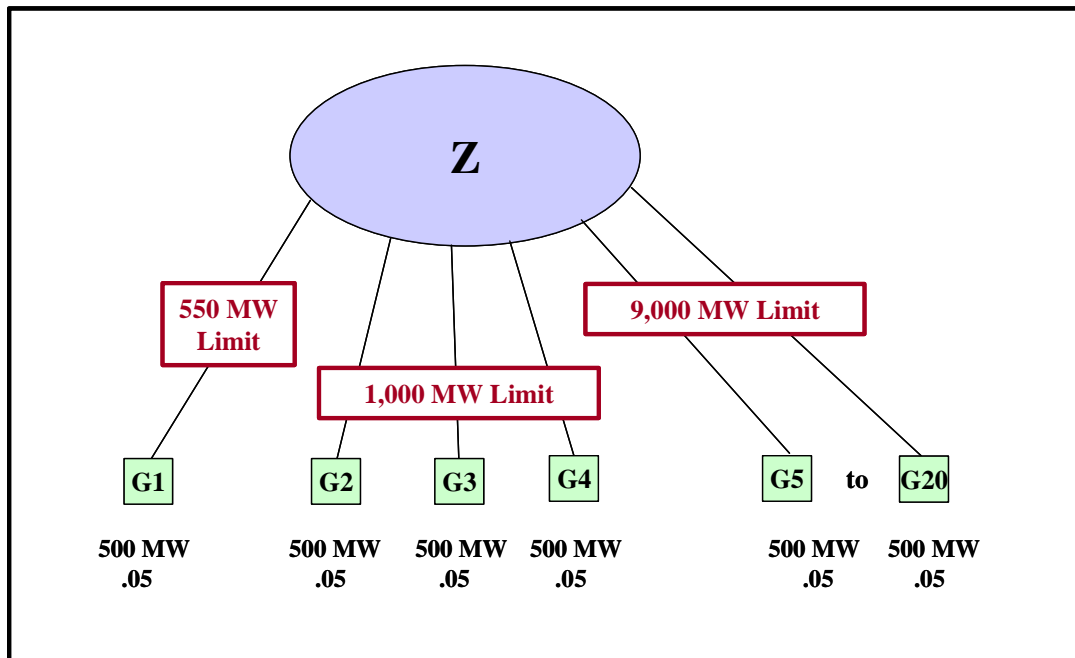 Z
550 MW
Limit
9,000 MW Limit
1,000 MW Limit
G1 G2 G3 G4 G5 to G20
500 MW 500 MW 500 MW 500 MW 500 MW 500 MW
.05 .05 .05 .05 .05 .05